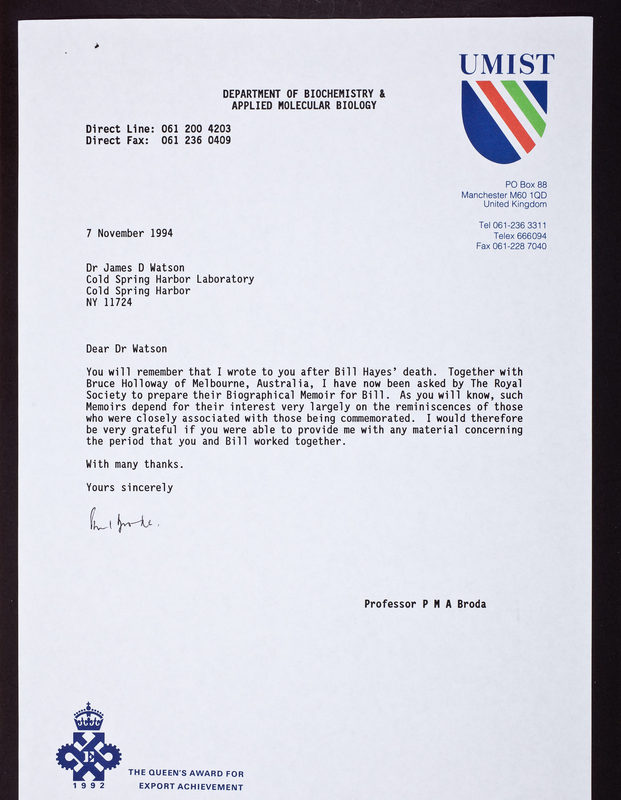 UMIST
DEPARTMENT OF BIOCHEMISTRY &
APPLIED MOLECULAR BIOLOGY
Direct Line: 061 200 4203
Direct Fax: 061 236 0409
PO Box 88
Manchester M60 1QD
United Kingdom
Tel 061-236 3311
Telex 666094
Fax 061-228 7040
7 November 1994
Dr James D Watson
Cold Spring Harbor Laboratory
Cold Spring Harbor
NY 11724
Dear Dr Watson
You will remember that I wrote to you after Bill Hayes' death. Together with
Bruce Holloway of Melbourne, Australia, I have now been asked by The Royal
Society to prepare their Biographical Memoir for Bill. As you will know, such
Memoirs depend for their interest very largely on the reminiscences of those
who were closely associated with those being commemorated. I would therefore
be very grateful if you were able to provide me with any material concerning
the period that you and Bill worked together.
With many thanks.
Yours sincerely
Paul Broda.
Professor P M A Broda
E
1992
THE QUEEN'S AWARD FOR
EXPORT ACHIEVEMENT